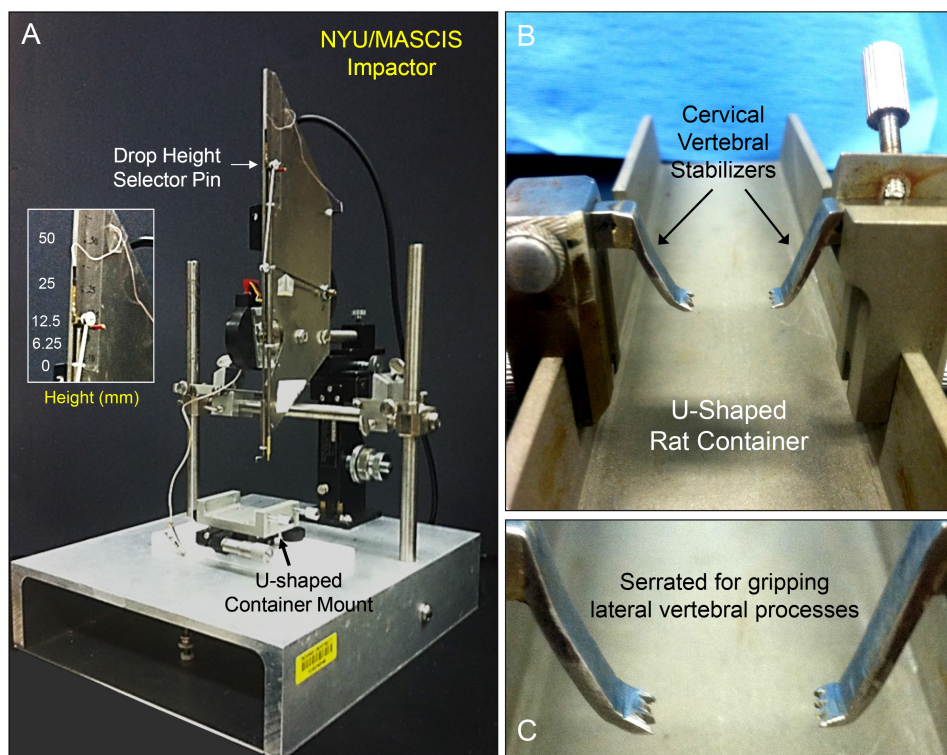 A
NYU/MASCIS
Impactor
Drop Height
Selector Pin
50
25
12.5
6.25
0
Height (mm)
U-shaped
Container Mount
B
Cervical
Vertebral
Stabilizers
U-Shaped
Rat Container
Serrated for gripping
lateral vertebral processes
C